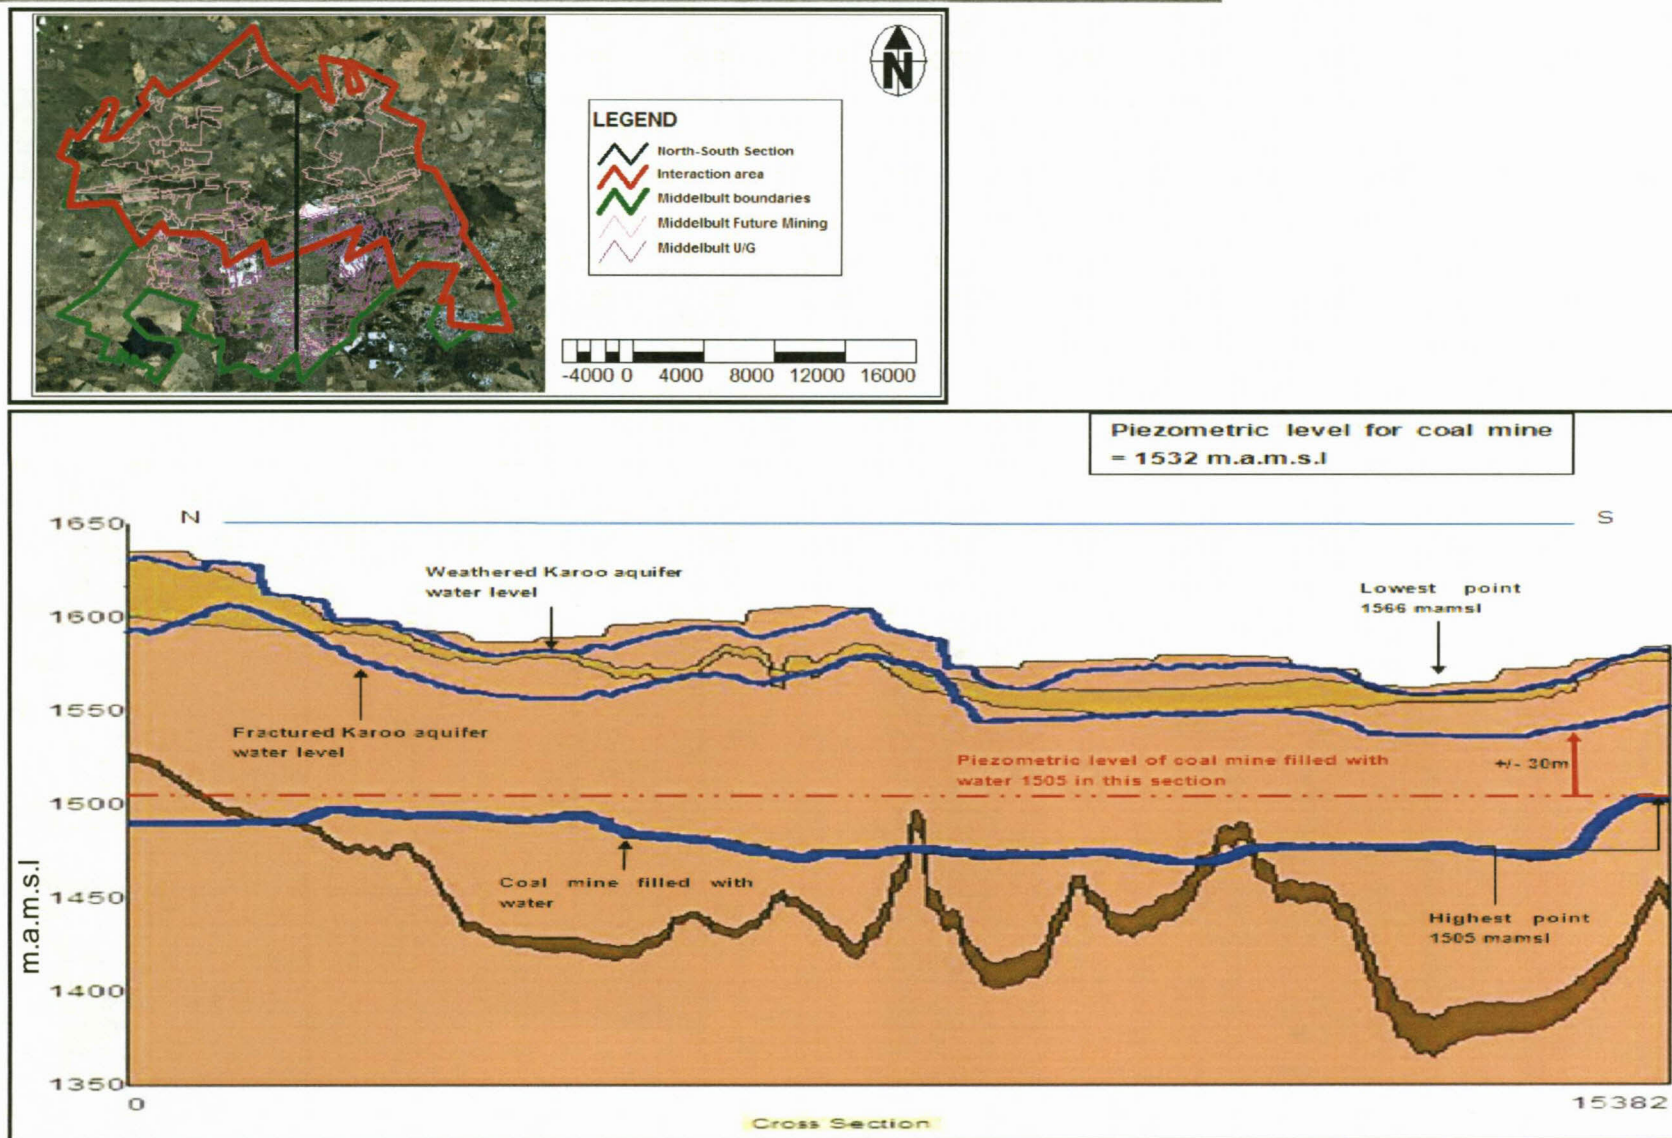 N
LEGEND
North-South Section
Interaction area
Middelbult boundaries
Middelbult Future Mining
Middelbult U/G
-4000 0 4000 8000 12000 16000
Piezometric level for coal mine
= 1532 m.a.m.s.l
N
S
1650
1600
1550
1500
1450
1400
1350
m.a.m.s.l
Weathered Karoo aquifer
water level
Lowest point
1566 mamsl
Fractured Karoo aquifer
water level
Piezometric level of coal mine filled with
water 1505 in this section
+/- 30m
Coal mine filled with
water
Highest point
1505 mamsl
0
15382
Cross Section